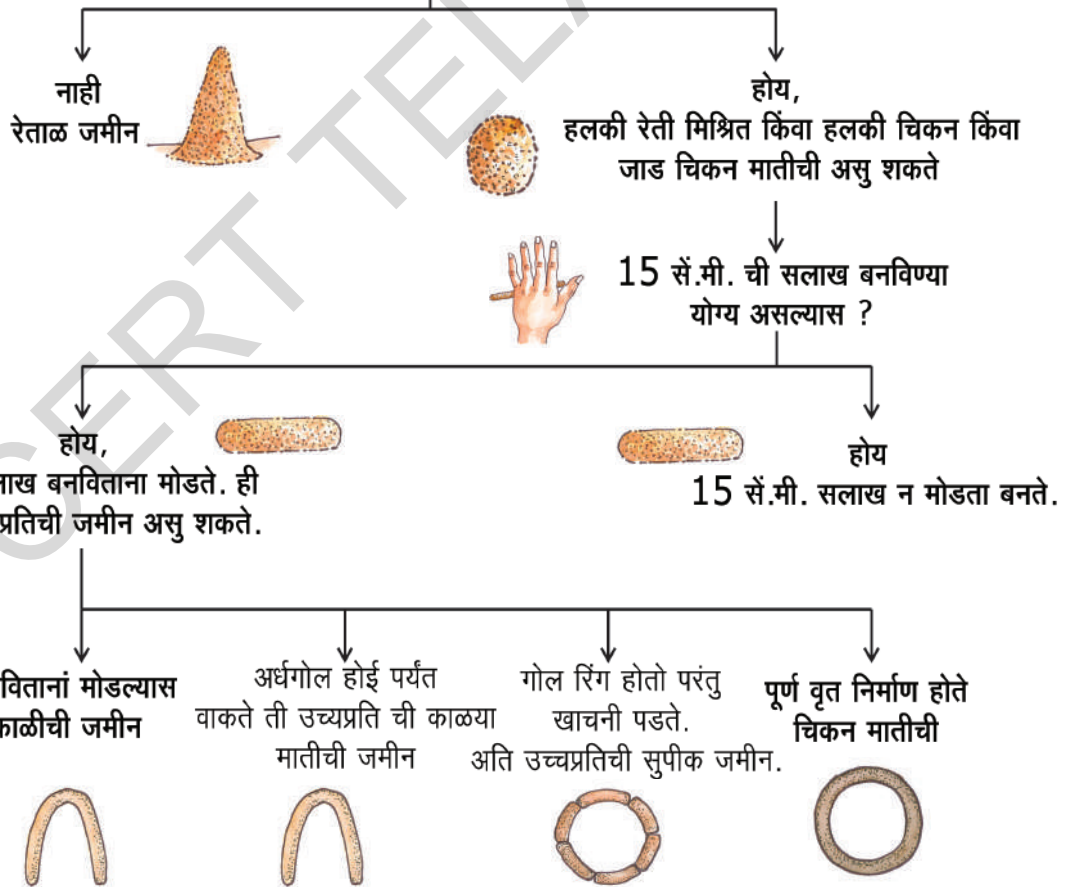 नाही
रेताळ जमीन
होय,
हलकी रेती मिश्रित किंवा हलकी चिकन किंवा
जाड चिकन मातीची असु शकते
15 सें.मी. ची सलाख बनविण्या
योग्य असल्यास ?
होय,
लाख बनविताना मोडते. ही
प्रतिची जमीन असु शकते.
होय
15 सें.मी. सलाख न मोडता बनते.
वितानां मोडल्यास
काळीची जमीन
अर्धगोल होई पर्यंत
वाकते ती उच्यप्रति ची काळया
मातीची जमीन
गोल रिंग होतो परंतु
खाचनी पडते.
अति उच्चप्रतिची सुपीक जमीन.
पूर्ण वृत निर्माण होते
चिकन मातीची
CERT TELA